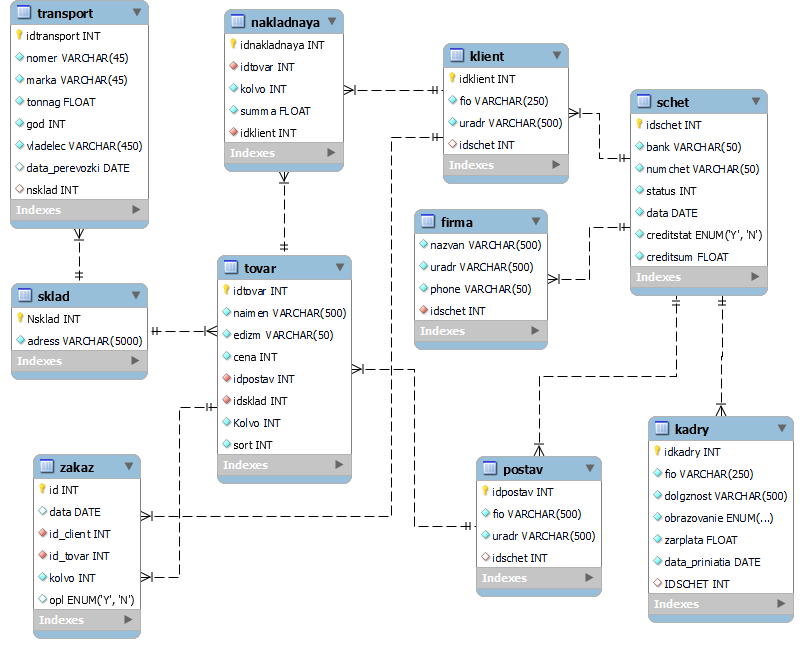 transport
idtransport INT
nomer VARCHAR(45)
marka VARCHAR(45)
tonnag FLOAT
god INT
vladelec VARCHAR(450)
data_perevozki DATE
nsklad INT
Indexes
nakladnaya
idnakladnaya INT
idtovar INT
kolvo INT
summa FLOAT
idklient INT
Indexes
klient
idklient INT
fio VARCHAR(250)
uradr VARCHAR(500)
idschet INT
Indexes
schet
idschet INT
bank VARCHAR(50)
numchet VARCHAR(50)
status INT
data DATE
creditstat ENUM('Y', 'N')
creditsum FLOAT
Indexes
firma
nazvan VARCHAR(500)
uradr VARCHAR(500)
phone VARCHAR(50)
idschet INT
Indexes
sklad
Nsklad INT
adress VARCHAR(5000)
Indexes
tovar
idtovar INT
naimen VARCHAR(500)
edizm VARCHAR(50)
cena INT
idpostav INT
idsklad INT
Kolvo INT
sort INT
Indexes
zakaz
id INT
data DATE
id_client INT
id_tovar INT
kolvo INT
opl ENUM('Y', 'N')
Indexes
postav
idpostav INT
fio VARCHAR(500)
uradr VARCHAR(500)
idschet INT
Indexes
kadry
idkadry INT
fio VARCHAR(250)
dolgznost VARCHAR(500)
obrazovanie ENUM(...)
zarplata FLOAT
data_priniatia DATE
IDSCHET INT
Indexes